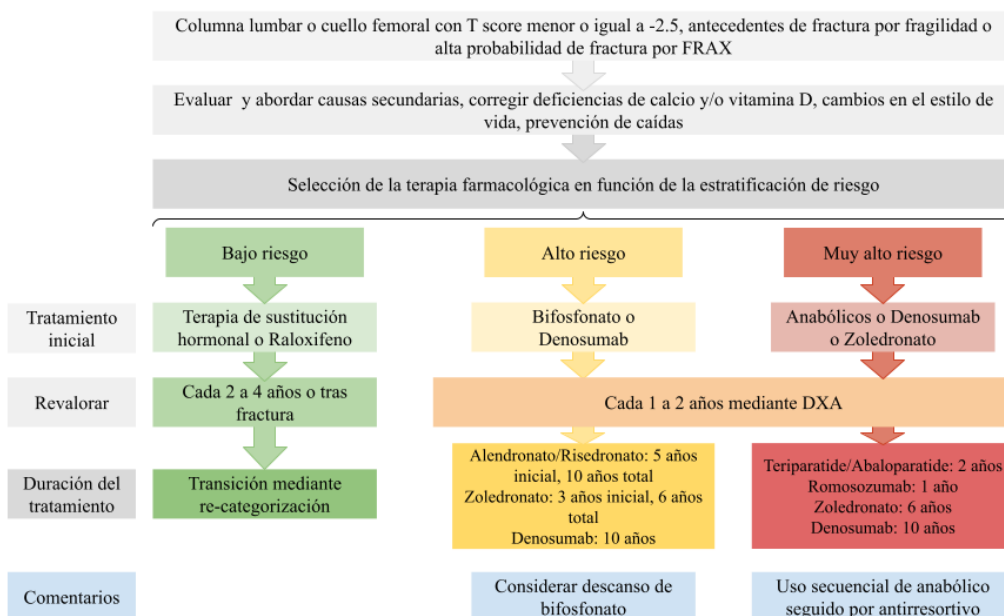 Columna lumbar o cuello femoral con T score menor o igual a -2.5, antecedentes de fractura por fragilidad o
alta probabilidad de fractura por FRAX
Evaluar y abordar causas secundarias, corregir deficiencias de calcio y/o vitamina D, cambios en el estilo de
vida, prevención de caídas
Selección de la terapia farmacológica en función de la estratificación de riesgo
Bajo riesgo
Alto riesgo
Muy alto riesgo
Tratamiento
inicial
Terapia de sustitución
hormonal o Raloxifeno
Bifosfonato o
Denosumab
Anabólicos o Denosumab
o Zoledronato
Revalorar
Cada 2 a 4 años o tras
fractura
Cada 1 a 2 años mediante DXA
Duración del
tratamiento
Transición mediante
re-categorización
Alendronato/Risedronato: 5 años
inicial, 10 años total
Zoledronato: 3 años inicial, 6 años
total
Denosumab: 10 años
Teriparatide/Abaloparatide: 2 años
Romosozumab: 1 año
Zoledronato: 6 años
Denosumab: 10 años
Comentarios
Considerar descanso de
bifosfonato
Uso secuencial de anabólico
seguido por antirresortivo